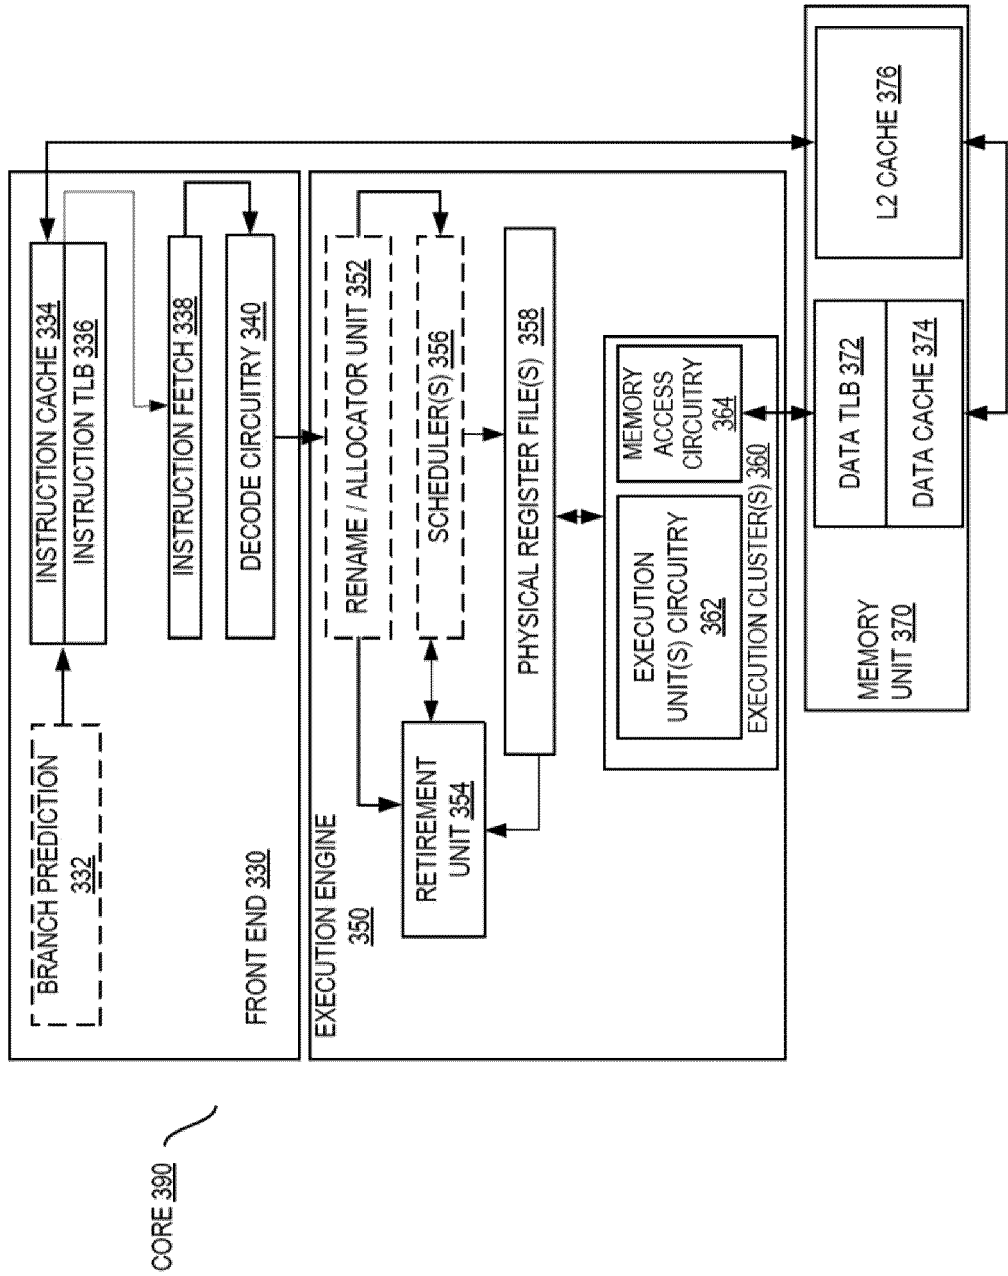 CORE 390
BRANCH PREDICTION
332
INSTRUCTION CACHE 334
INSTRUCTION TLB 336
INSTRUCTION FETCH 338
DECODE CIRCUITRY 340
FRONT END 330
EXECUTION ENGINE
350
RENAME / ALLOCATOR UNIT 352
RETIREMENT
UNIT 354
SCHEDULER(S) 356
PHYSICAL REGISTER FILE(S) 358
EXECUTION
UNIT(S) CIRCUITRY
362
MEMORY
ACCESS
CIRCUITRY
364
EXECUTION CLUSTER(S) 360
MEMORY
UNIT 370
DATA TLB 372
DATA CACHE 374
L2 CACHE 376